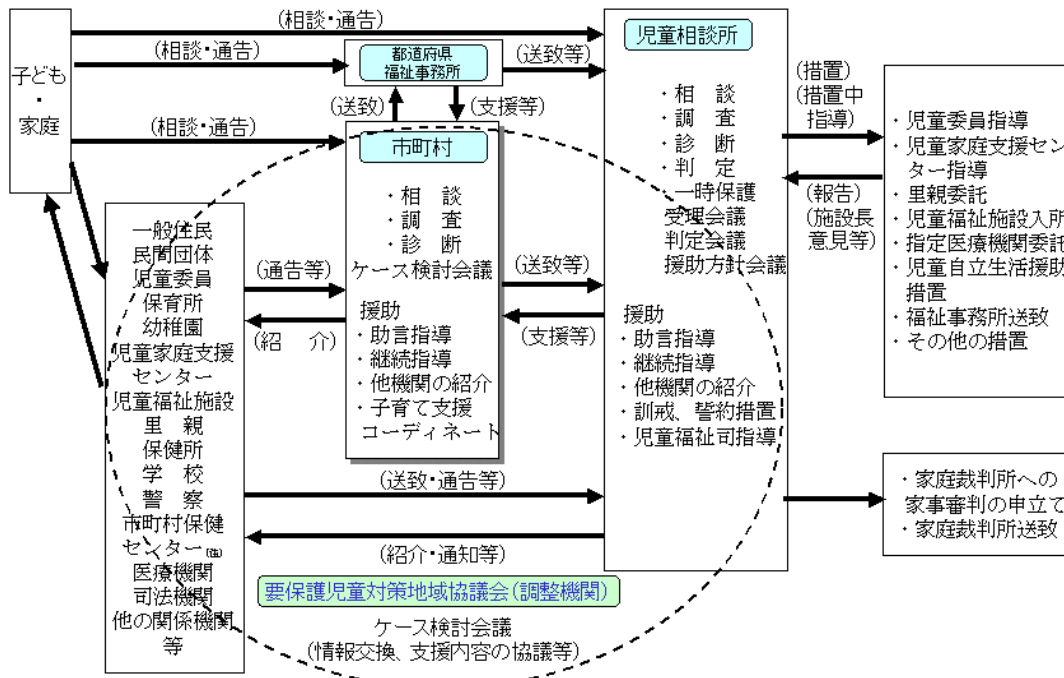 (相談・通告)
(相談・通告)
(相談・通告)
子ども
・
家庭
都道府県
福祉事務所
(送致等)
(送致)
(支援等)
市町村
・相　談
・調　査
・診　断
ケース検討会議
援助
・助言指導
・継続指導
・他機関の紹介
・子育て支援
コーディネート
児童相談所
・相　談
・調　査
・診　断
・判　定
・一時保護
受理会議
判定会議
援助方針会議
援助
・助言指導
・継続指導
・他機関の紹介
・訓戒、誓約措置
・児童福祉司指導
(措置)
(措置中
指導)
(報告)
(施設長
意見等)
・児童委員指導
・児童家庭支援セン
ター指導
・里親委託
・児童福祉施設入所
・指定医療機関委託
・児童自立生活援助
措置
・福祉事務所送致
・その他の措置
一般住民
民間団体
児童委員
保育所
幼稚園
児童家庭支援
センター
児童福祉施設
里　親
保健所
学　校
警　察
市町村保健
センター
医療機関
司法機関
他の関係機関
等
(通告等)
(紹　介)
(送致等)
(支援等)
(送致・通告等)
(紹介・通知等)
・家庭裁判所への
家事審判の申立て
・家庭裁判所送致
要保護児童対策地域協議会(調整機関)
ケース検討会議
(情報交換、支援内容の協議等)